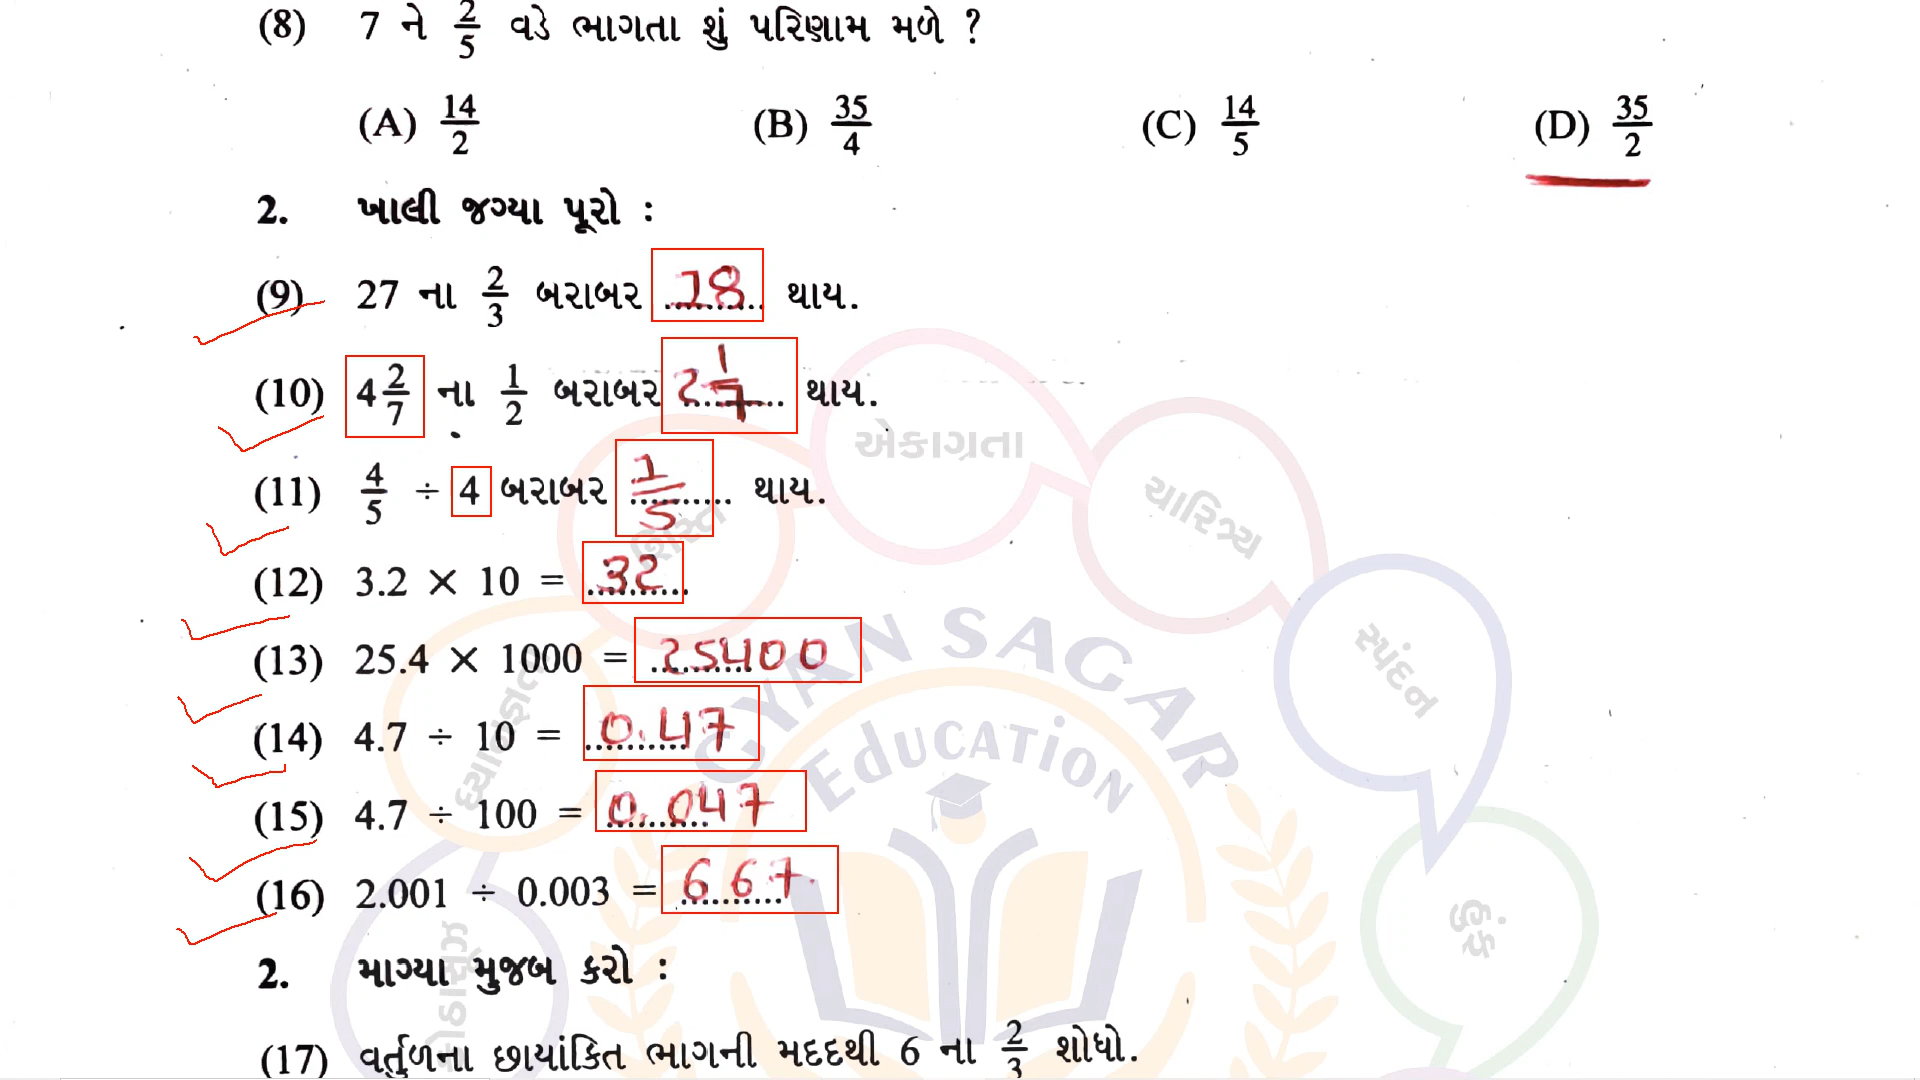 (8) 7 ને 2/5 વડે ભાગતા શું પરિણામ મળે ?
(A) 14/2 (B) 35/4 (C) 14/5 (D) 35/2
2. ખાલી જગ્યા પૂરો :
(9) 27 ના 2/3 બરાબર 18 થાય.
(10) 4 2/7 ના 1/2 બરાબર 2 1/7 થાય.
(11) 4/5 ÷ 4 બરાબર 1/5 થાય.
(12) 3.2 × 10 = 32
(13) 25.4 × 1000 = 25400
(14) 4.7 ÷ 10 = 0.47
(15) 4.7 ÷ 100 = 0.047
(16) 2.001 ÷ 0.003 = 667
2. માગ્યા મુજબ કરો :
(17) વર્તુળના છાયાંકિત ભાગની મદદથી 6 ના 2/3 શોધો.
એકાગ્રતા
ચારિત્ર્ય
શિસ્ત
સ્પંદન
GYAN SAGAR
EducATioN